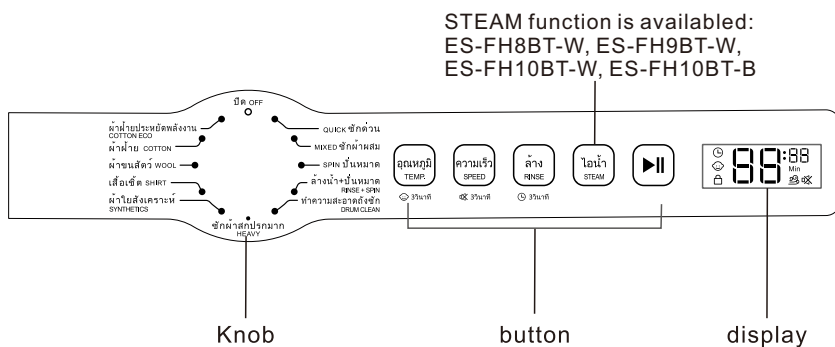 STEAM function is availabled:
ES-FH8BT-W, ES-FH9BT-W,
ES-FH10BT-W, ES-FH10BT-B
ปิด OFF
ผ้าฝ้ายประหยัดพลังงาน
COTTON ECO
ผ้าฝ้าย COTTON
ผ้าขนสัตว์ WOOL
เสื้อเชิ้ต SHIRT
ผ้าใยสังเคราะห์
SYNTHETICS
ซักผ้าสกปรกมาก
HEAVY
QUICK ซักด่วน
MIXED ซักผ้าผสม
SPIN ปั่นหมาด
ล้างน้ำ+ปั่นหมาด
RINSE + SPIN
ทำความสะอาดถังซัก
DRUM CLEAN
อุณหภูมิ
TEMP.
3วินาที
ความเร็ว
SPEED
3วินาที
ล้าง
RINSE
3วินาที
ไอน้ำ
STEAM
88:88
Min
Knob
button
display